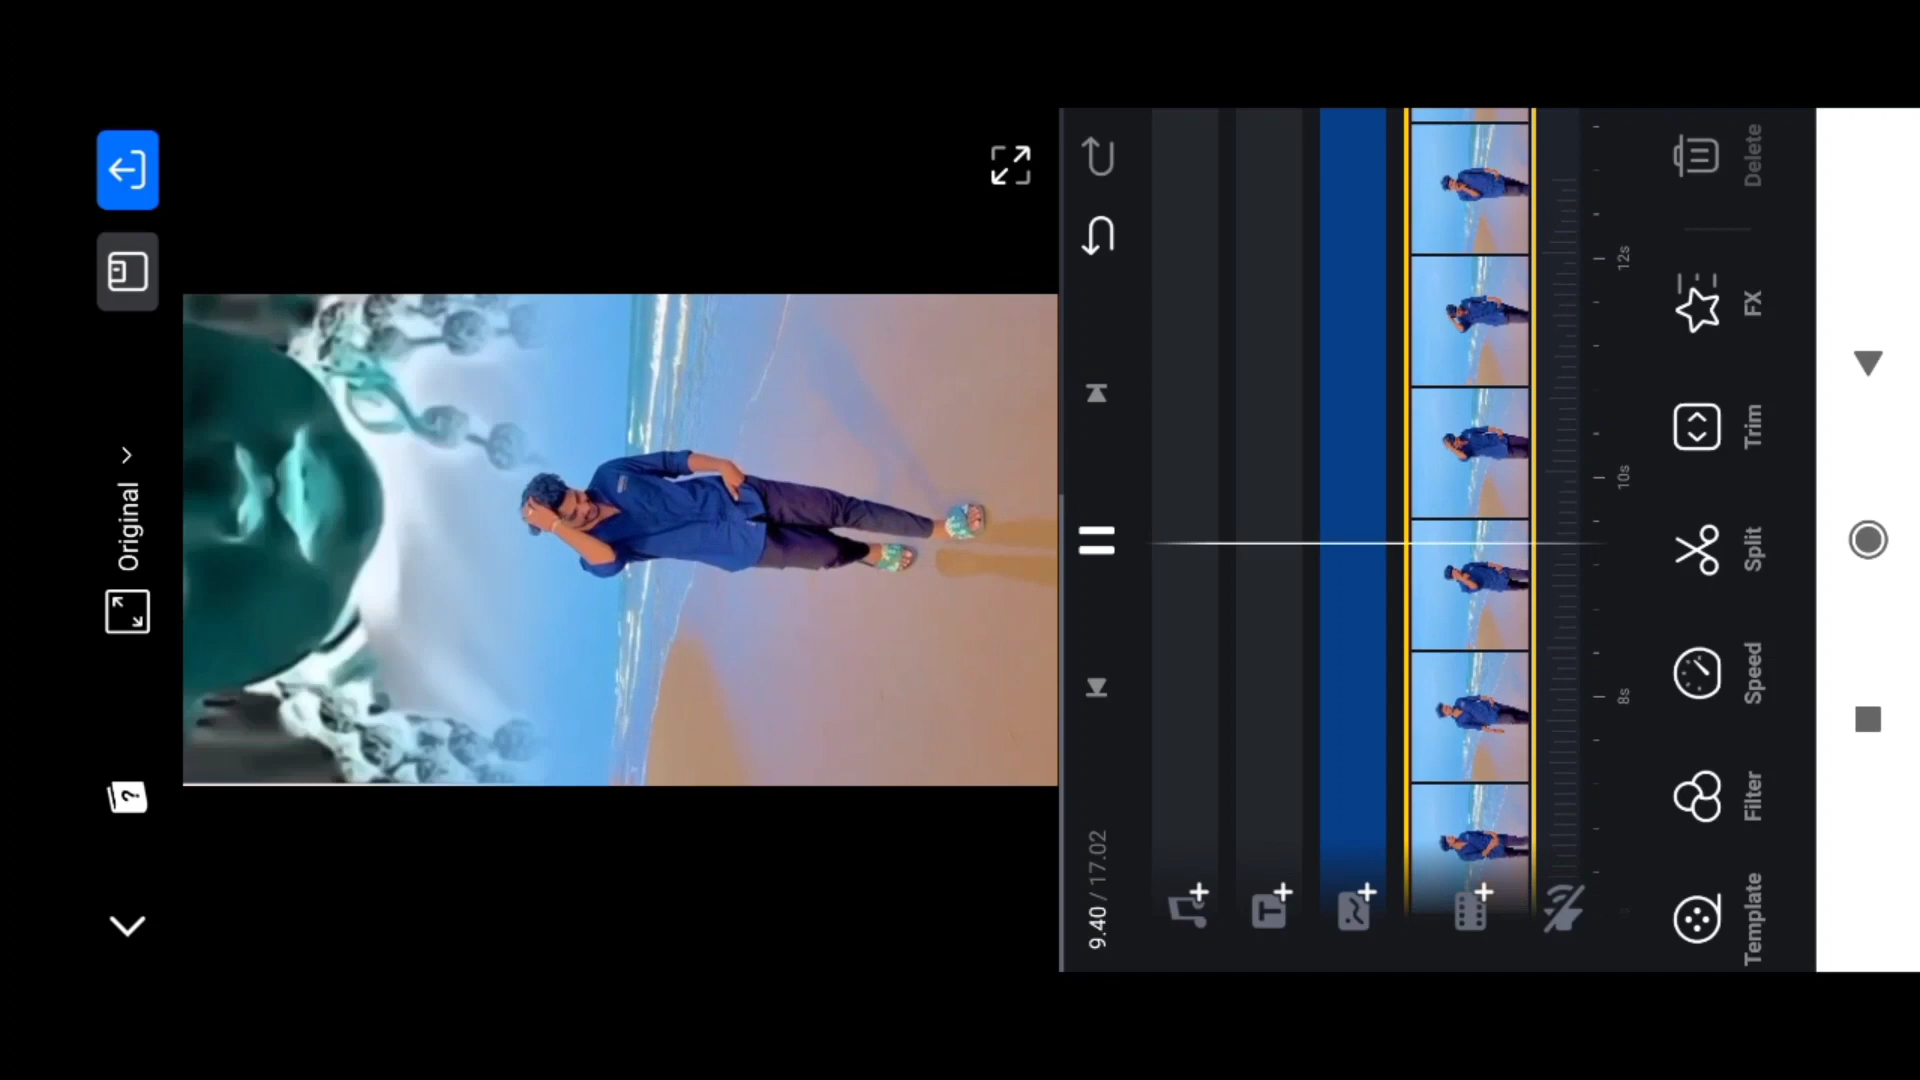 Original
9.40 / 17.02
8s
10s
12s
Template
Filter
Speed
Split
Trim
FX
Delete